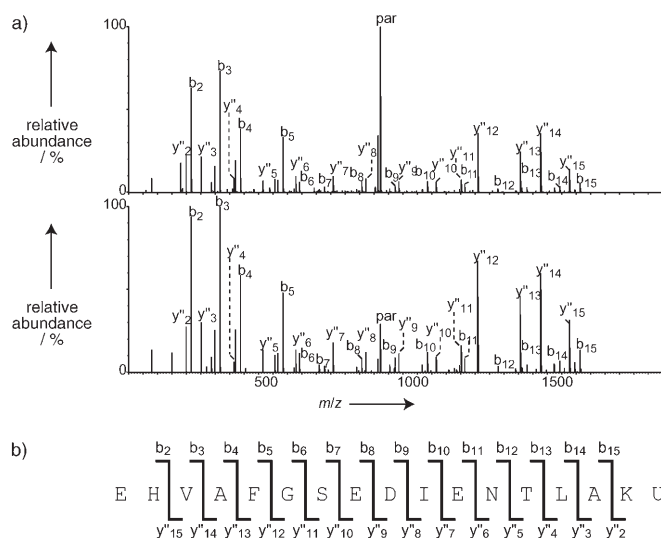 a)
100
par
b2
b3
y"4
b4
b5
y"2
y"3
y"5
y"6
b6
b7
y"7
b8
y"8
b9
y"9
b10
y"10
y"11
b11
y"12
b12
y"13
b13
y"14
b14
y"15
b15
relative
abundance
/ %
0
100
b2
b3
y"4
b4
b5
y"2
y"3
y"5
y"6
b6
b7
y"7
b8
y"8
b9
y"9
b10
y"10
y"11
b11
y"12
b12
y"13
b13
y"14
b14
y"15
b15
relative
abundance
/ %
0
500 1000 1500
m/z
b)
b2 b3 b4 b5 b6 b7 b8 b9 b10 b11 b12 b13 b14 b15
E H V A F G S E D I E N T L A K U
y"15 y"14 y"13 y"12 y"11 y"10 y"9 y"8 y"7 y"6 y"5 y"4 y"3 y"2